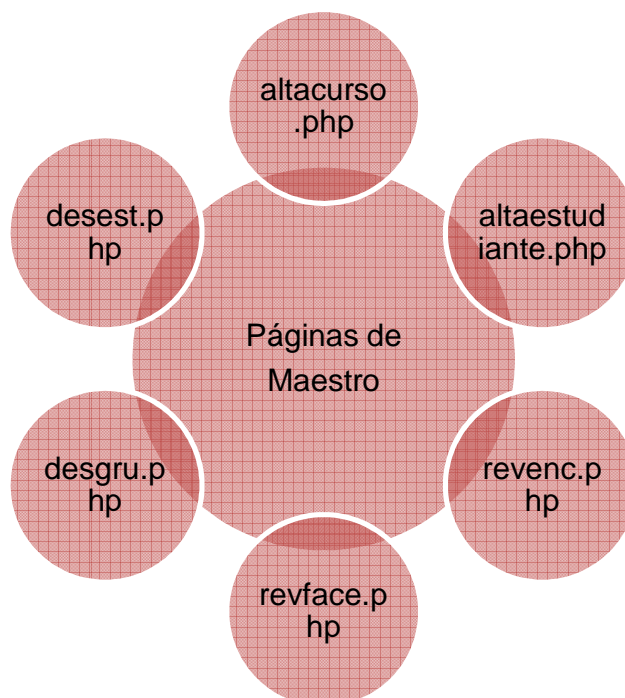 altacurso
.php
altaestud
iante.php
revenc.p
hp
revface.p
hp
desgru.p
hp
desest.p
hp
Páginas de
Maestro